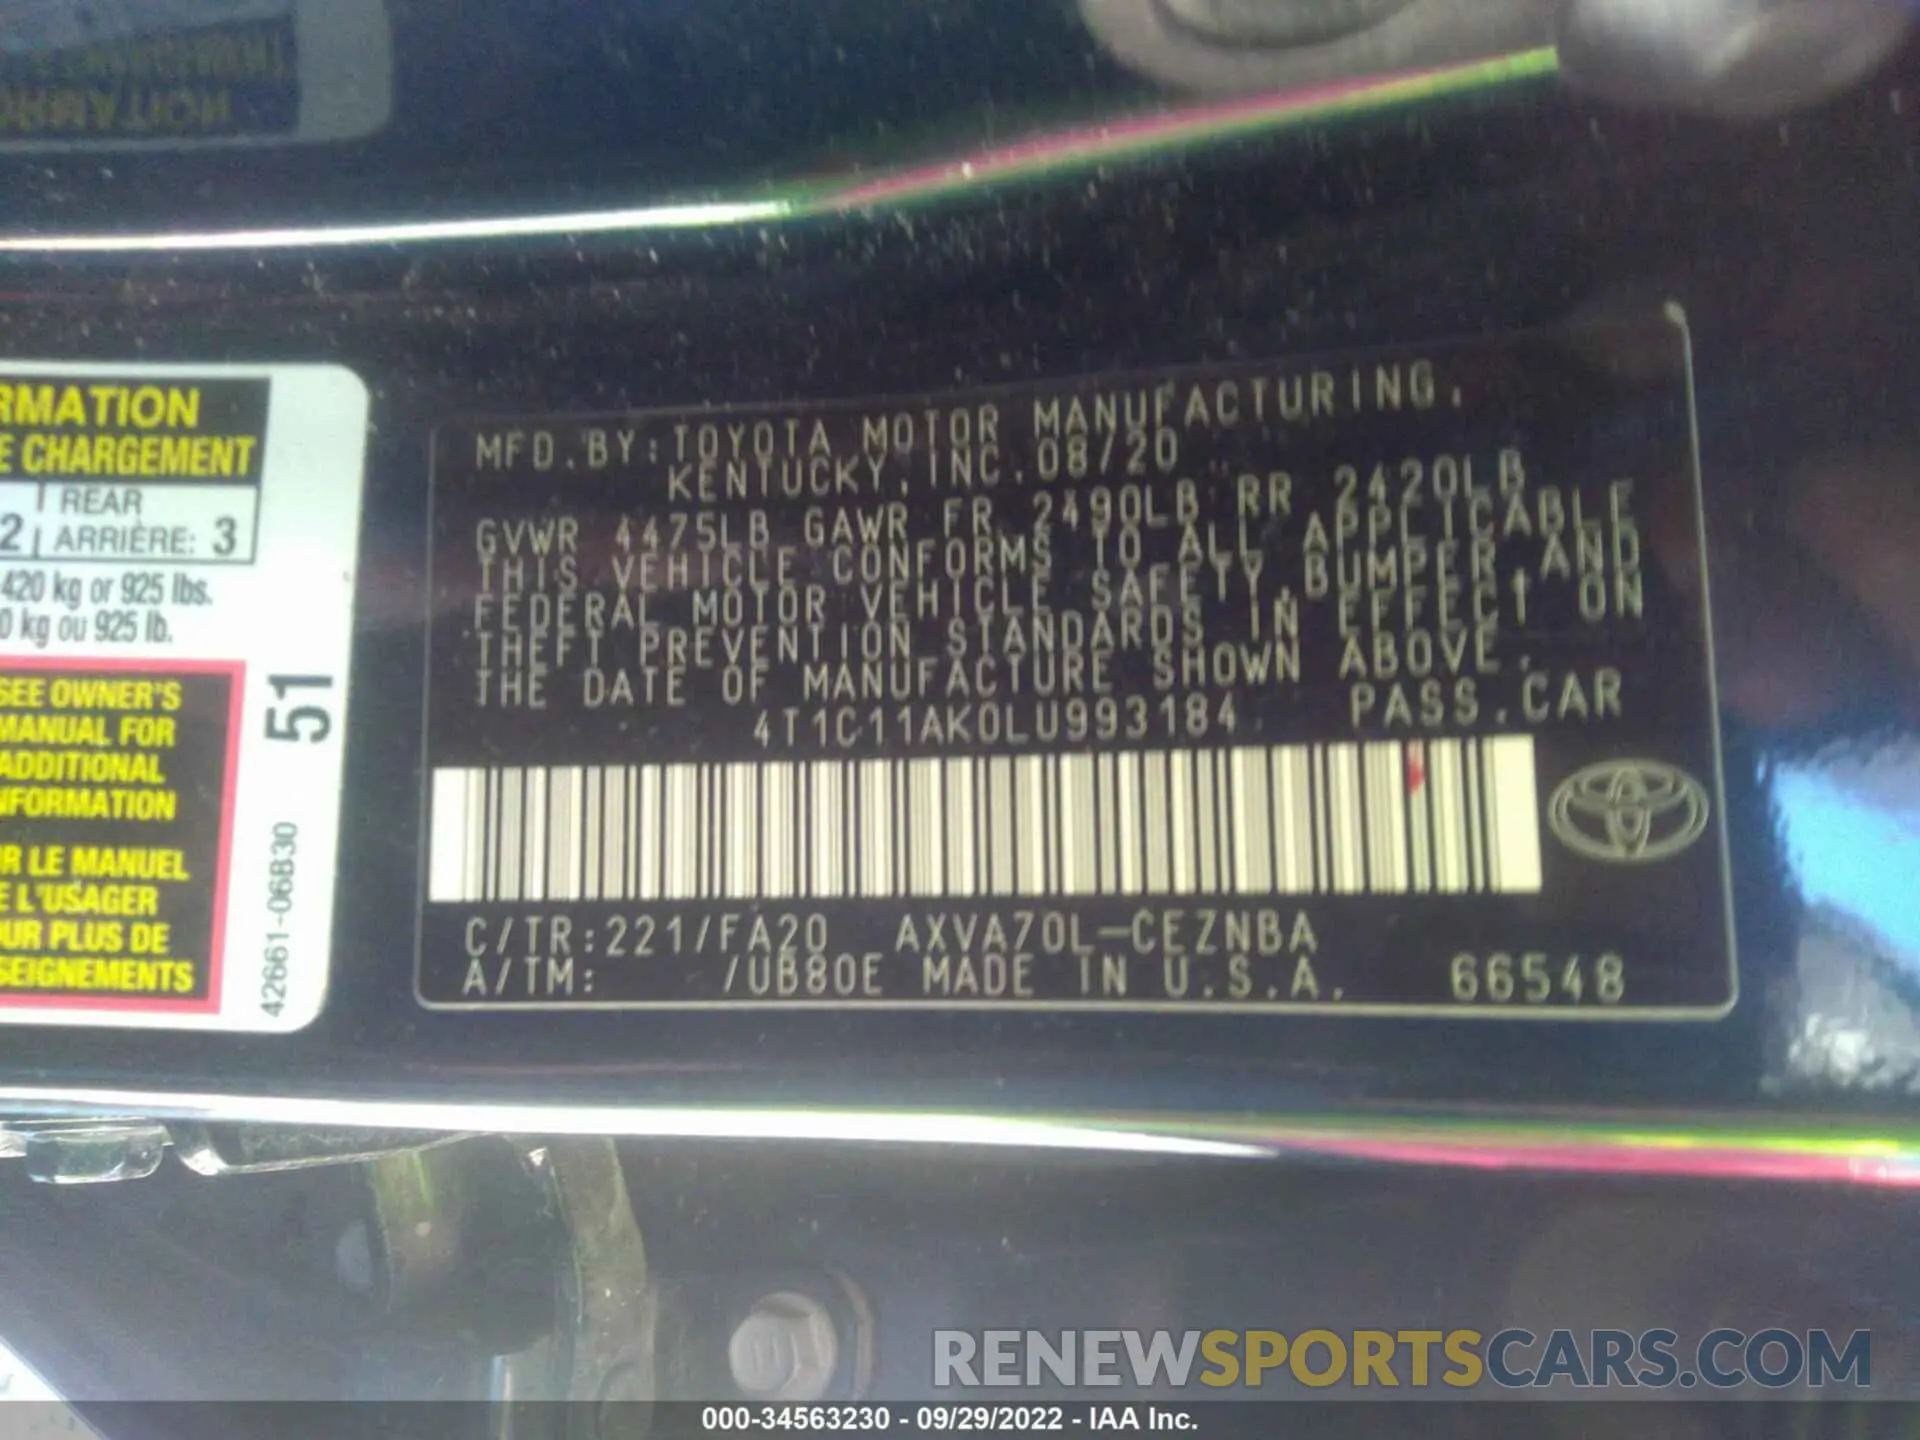 RMATION
E CHARGEMENT
REAR
2 ARRIÈRE: 3
420 kg or 925 lbs.
0 kg ou 925 lb.
SEE OWNER'S
MANUAL FOR
ADDITIONAL
NFORMATION
R LE MANUEL
E L'USAGER
OUR PLUS DE
SEIGNEMENTS
51
42661-06B30
MFD.BY:TOYOTA MOTOR MANUFACTURING.
KENTUCKY, INC. 08/20
GVWR 4475LB GAWR FR 2490LB RR 2420LB
THIS VEHICLE CONFORMS TO ALL APPLICABLE
FEDERAL MOTOR VEHICLE SAFETY,BUMPER,AND
THEFT PREVENTION STANDARDS IN EFFECT ON
THE DATE OF MANUFACTURE SHOWN ABOVE.
4T1C11AK0LU993184 PASS.CAR
C/TR:221/FA20 AXVA70L-CEZNBA
A/TM: /UB80E MADE IN U.S.A. 66548
RENEWSPORTSCARS.COM
000-34563230 - 09/29/2022 - IAA Inc.